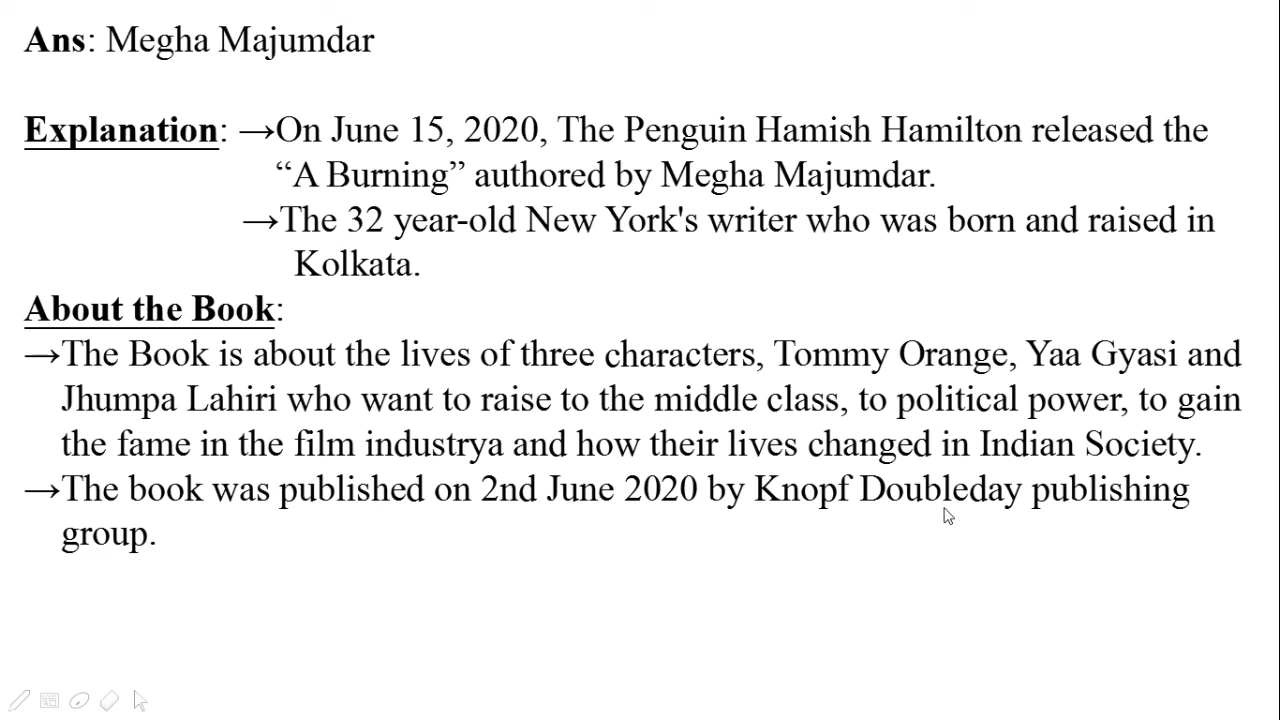 Ans: Megha Majumdar
Explanation: →On June 15, 2020, The Penguin Hamish Hamilton released the
“A Burning” authored by Megha Majumdar.
→The 32 year-old New York's writer who was born and raised in
Kolkata.
About the Book:
→The Book is about the lives of three characters, Tommy Orange, Yaa Gyasi and
Jhumpa Lahiri who want to raise to the middle class, to political power, to gain
the fame in the film industrya and how their lives changed in Indian Society.
→The book was published on 2nd June 2020 by Knopf Doubleday publishing
group.